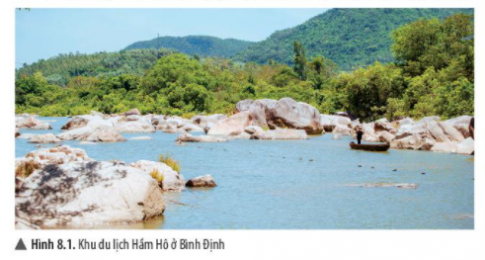 ▲ Hình 8.1. Khu du lịch Hầm Hô ở Bình Định